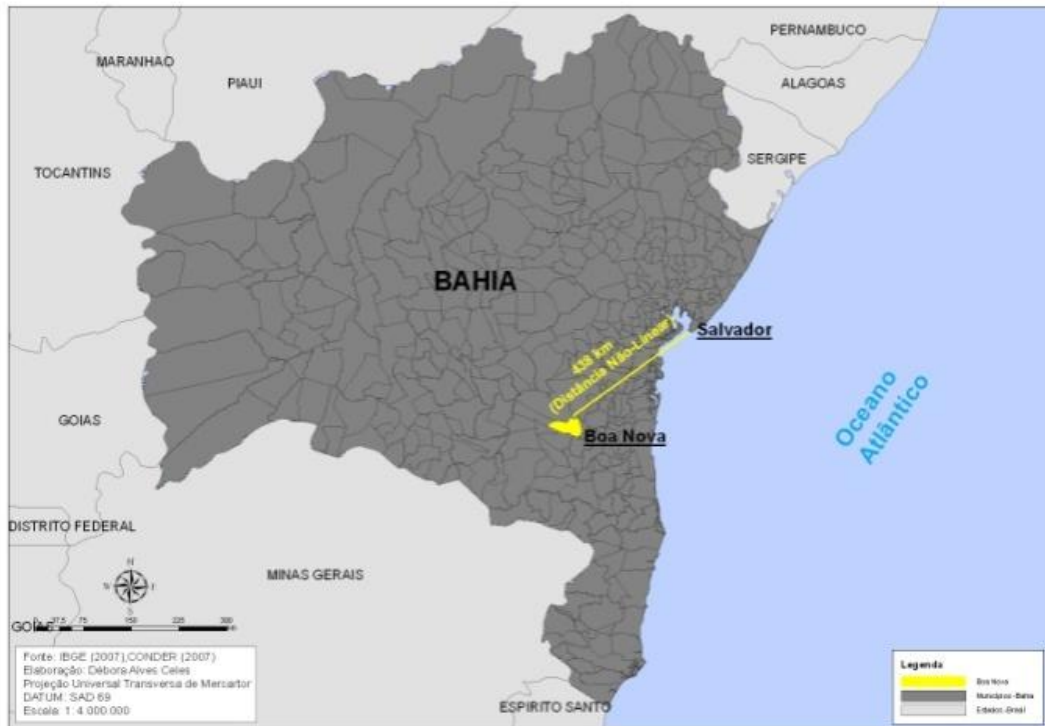 PERNAMBUCO
MARANHAO
PIAUI
ALAGOAS
TOCANTINS
SERGIPE
BAHIA
Salvador
438 km
(Distância Não-Linear)
GOIAS
Oceano
Atlântico
Boa Nova
DISTRITO FEDERAL
N
S
MINAS GERAIS
75 150 225 300
Fonte: IBGE (2007),CONDER (2007)
Elaboração: Débora Alves Celes
Projeção Universal Transversa de Mercartor
DATUM: SAD 69
Escala: 1:4.000.000
ESPIRITO SANTO
Legenda
Boa Nova
Municípios -Bahia
Estados -Brasil